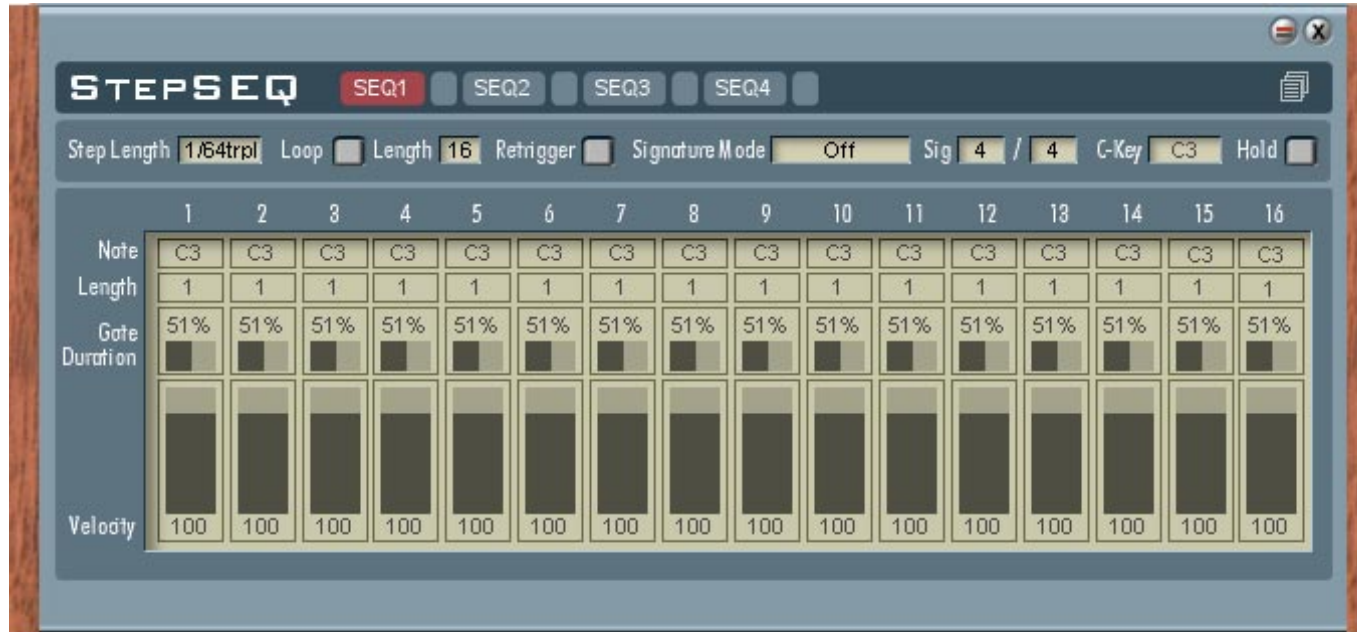 X
STEPSEQ SEQ1 SEQ2 SEQ3 SEQ4
Step Length 1/64trpl Loop Length 16 Retrigger Signature Mode Off Sig 4 / 4 C-Key C3 Hold
1 2 3 4 5 6 7 8 9 10 11 12 13 14 15 16
Note C3 C3 C3 C3 C3 C3 C3 C3 C3 C3 C3 C3 C3 C3 C3 C3
Length 1 1 1 1 1 1 1 1 1 1 1 1 1 1 1 1
Gate Duration 51% 51% 51% 51% 51% 51% 51% 51% 51% 51% 51% 51% 51% 51% 51% 51%
Velocity 100 100 100 100 100 100 100 100 100 100 100 100 100 100 100 100